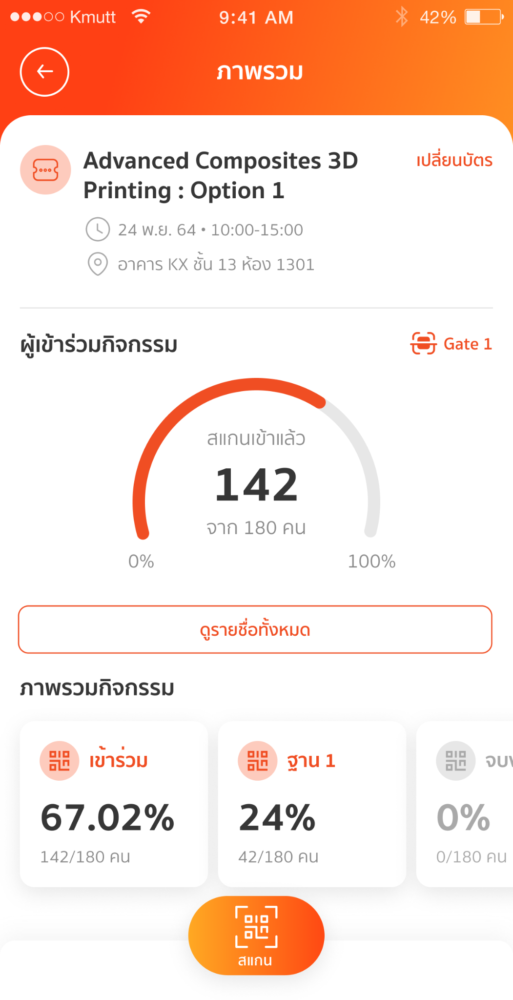 Kmutt 9:41 AM 42%
ภาพรวม
Advanced Composites 3D
Printing : Option 1
เปลี่ยนบัตร
24 พ.ย. 64 • 10:00-15:00
อาคาร KX ชั้น 13 ห้อง 1301
ผู้เข้าร่วมกิจกรรม
Gate 1
สแกนเข้าแล้ว
142
จาก 180 คน
0% 100%
ดูรายชื่อทั้งหมด
ภาพรวมกิจกรรม
เข้าร่วม
67.02%
142/180 คน
ฐาน 1
24%
42/180 คน
0%
0/180 คน
สแกน